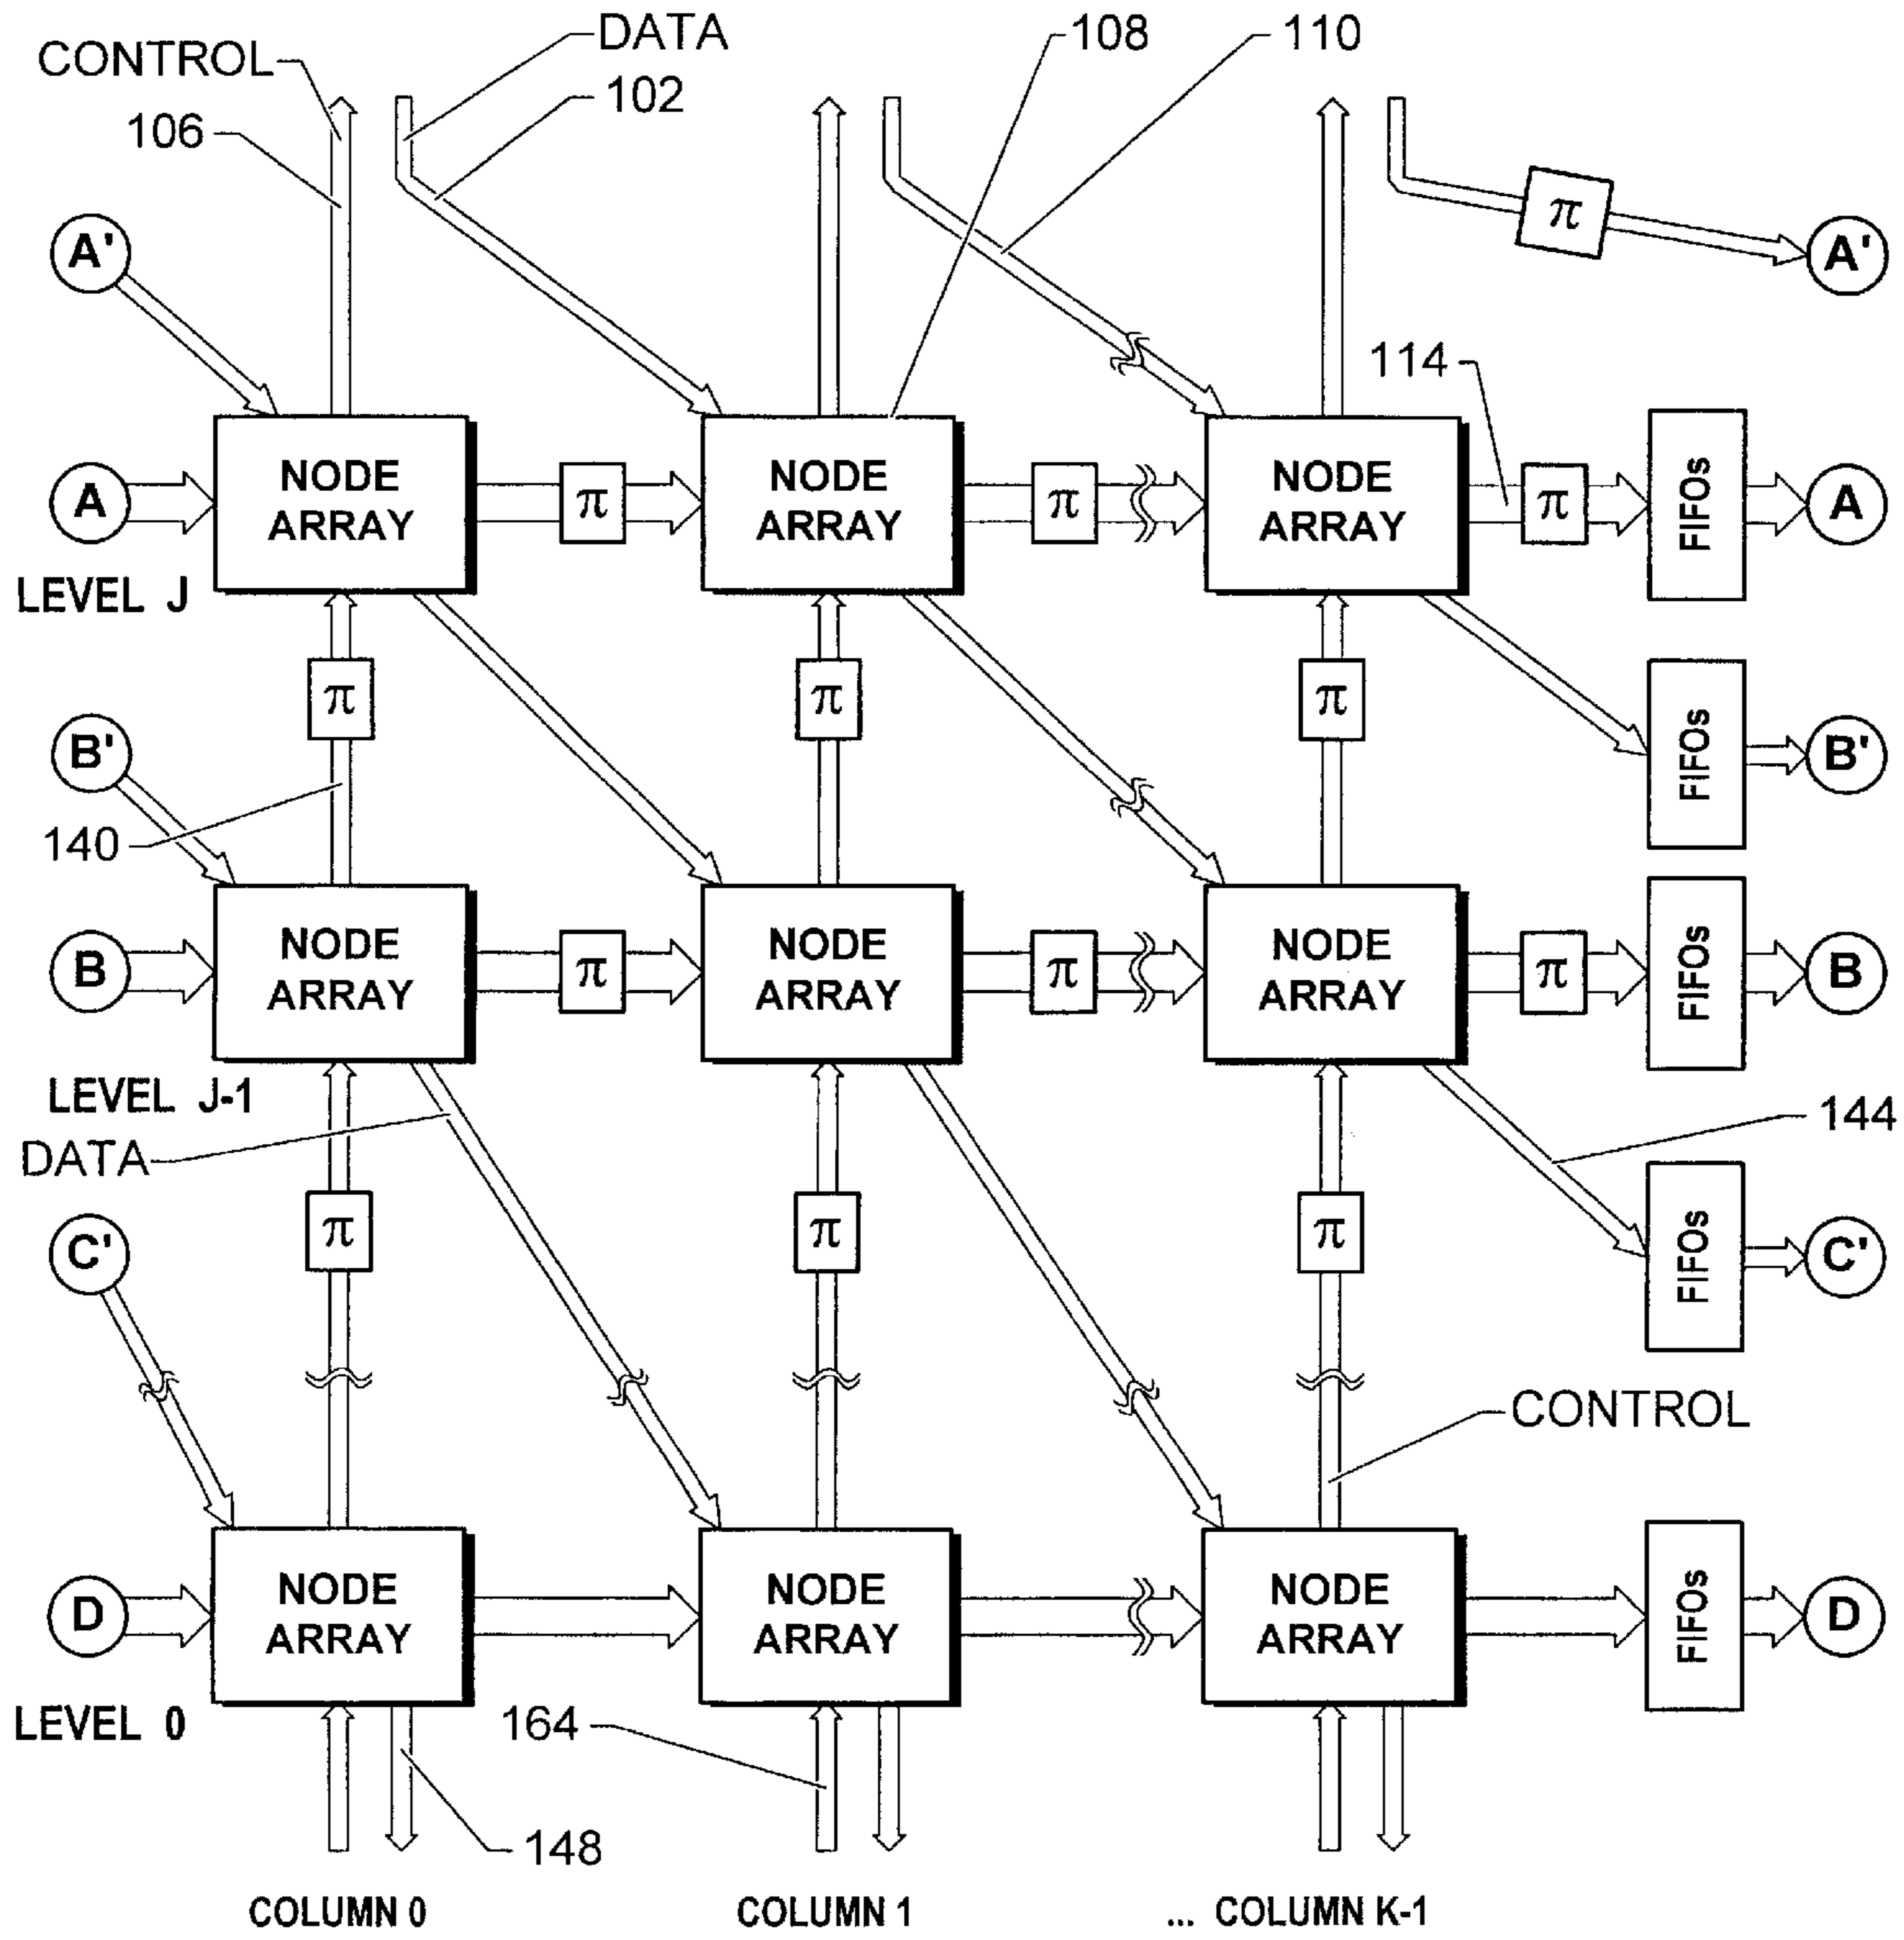 DATA
108
110
CONTROL
102
106
π
A'
A'
114
A
NODE
ARRAY
π
NODE
ARRAY
π
NODE
ARRAY
π
FIFOs
A
LEVEL J
π
π
π
B'
FIFOs
B'
140
B
NODE
ARRAY
π
NODE
ARRAY
π
NODE
ARRAY
π
FIFOs
B
LEVEL J-1
144
DATA
π
π
π
C'
FIFOs
C'
CONTROL
D
NODE
ARRAY
NODE
ARRAY
NODE
ARRAY
FIFOs
D
LEVEL 0
164
148
COLUMN 0
COLUMN 1
... COLUMN K-1